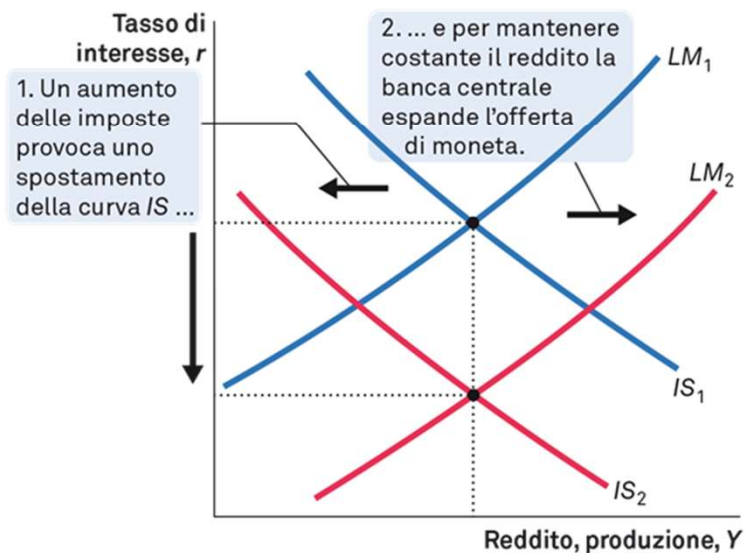 Tasso di
interesse, r
1. Un aumento
delle imposte
provoca uno
spostamento
della curva IS ...
2. ... e per mantenere
costante il reddito la
banca centrale
espande l’offerta
di moneta.
LM1
LM2
IS1
IS2
Reddito, produzione, Y